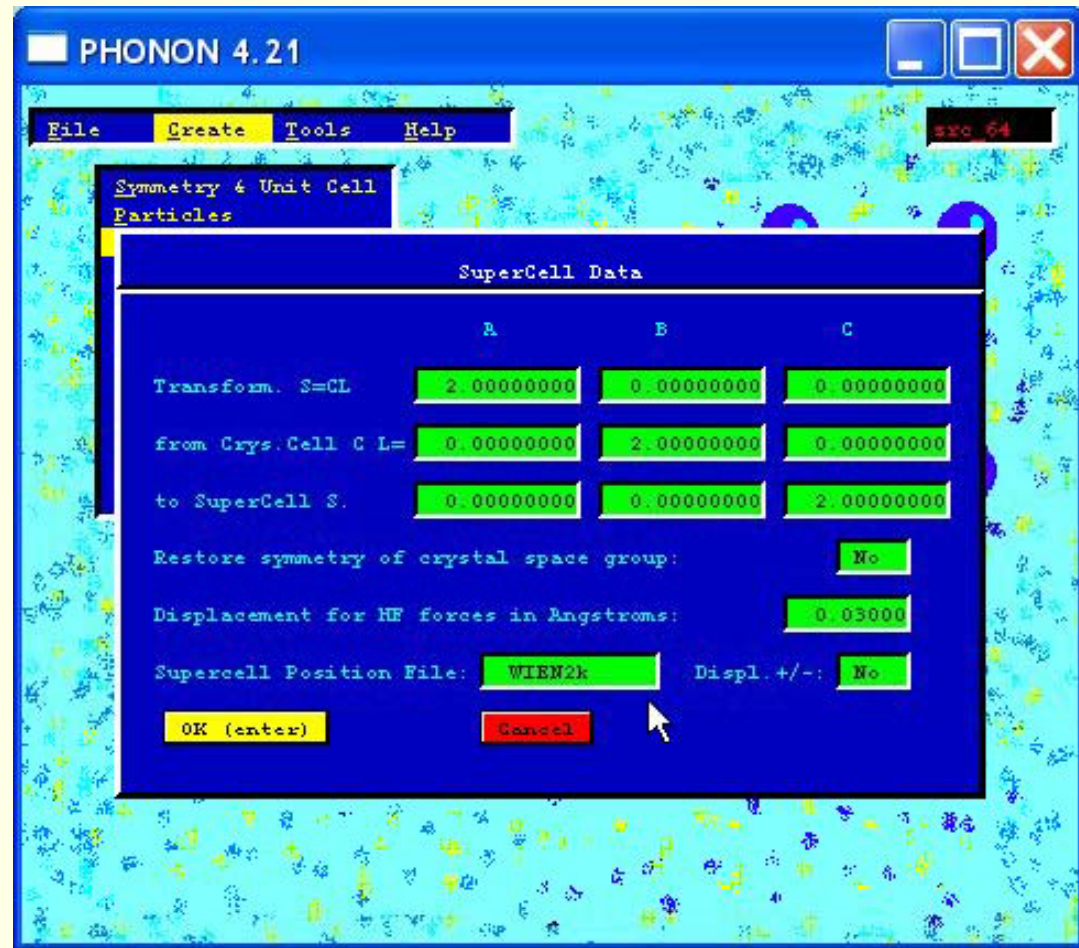 PHONON 4.21
File Create Tools Help src_64
Symmetry & Unit Cell
Particles
SuperCell Data
A B C
Transform. S=CL 2.00000000 0.00000000 0.00000000
from Crys.Cell C L= 0.00000000 2.00000000 0.00000000
to SuperCell S. 0.00000000 0.00000000 2.00000000
Restore symmetry of crystal space group: No
Displacement for HF forces in Angstroms: 0.03000
Supercell Position File: WIEN2k Displ.+/-: No
OK (enter) Cancel